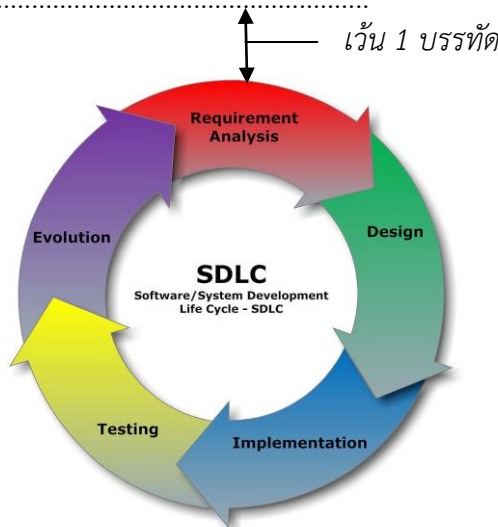 ................................................................
เว้น 1 บรรทัด
Requirement
Analysis
Design
Evolution
SDLC
Software/System Development
Life Cycle - SDLC
Testing
Implementation